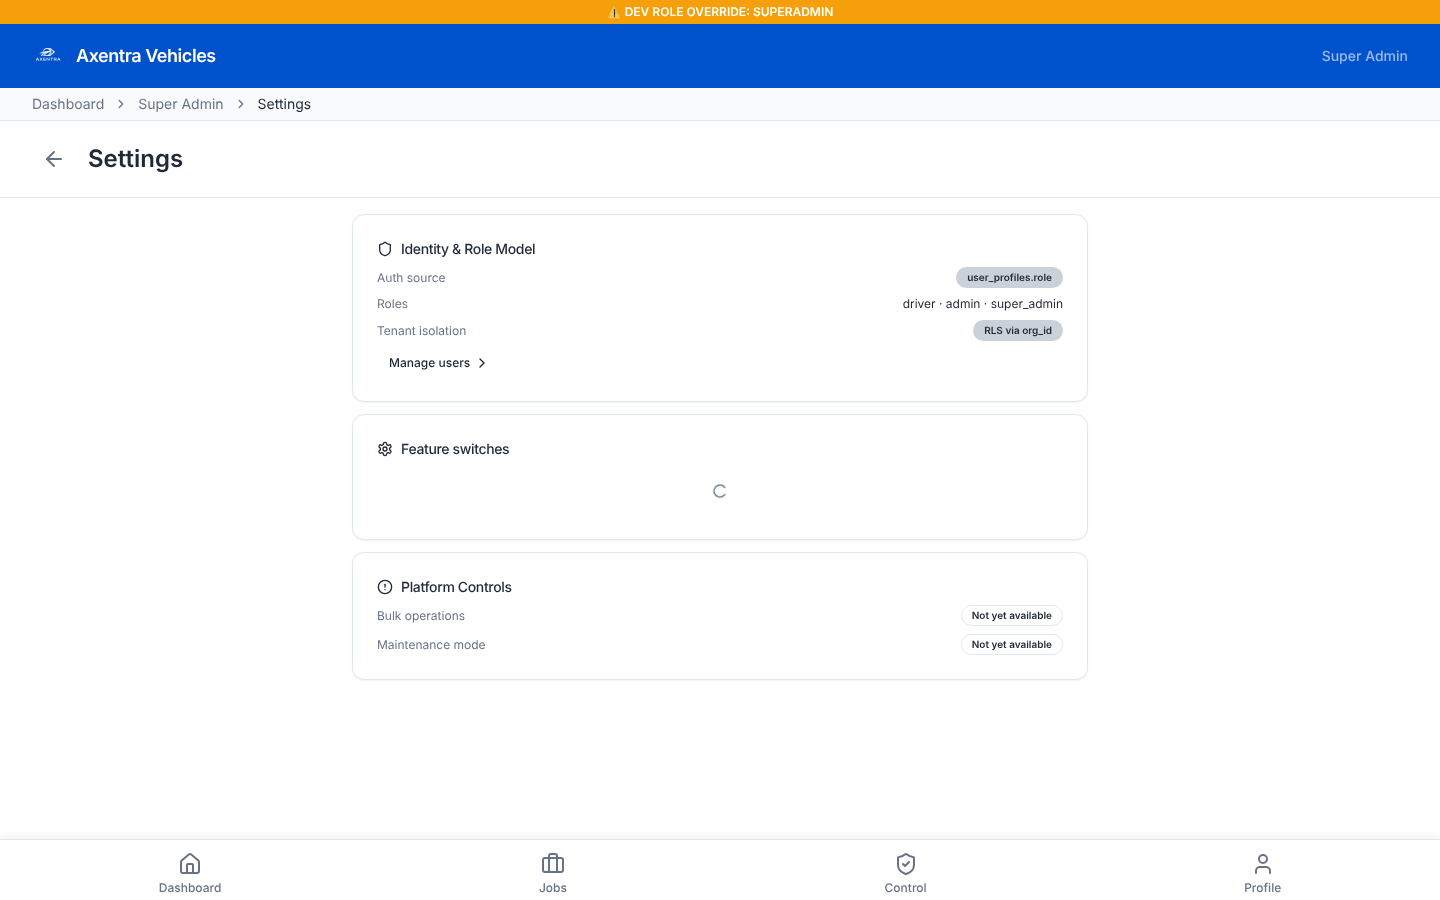 ⚠️ DEV ROLE OVERRIDE: SUPERADMIN
AXENTRA
Axentra Vehicles
Super Admin
Dashboard > Super Admin > Settings
Settings
Identity & Role Model
Auth source
user_profiles.role
Roles
driver · admin · super_admin
Tenant isolation
RLS via org_id
Manage users
Feature switches
Platform Controls
Bulk operations
Not yet available
Maintenance mode
Not yet available
Dashboard
Jobs
Control
Profile